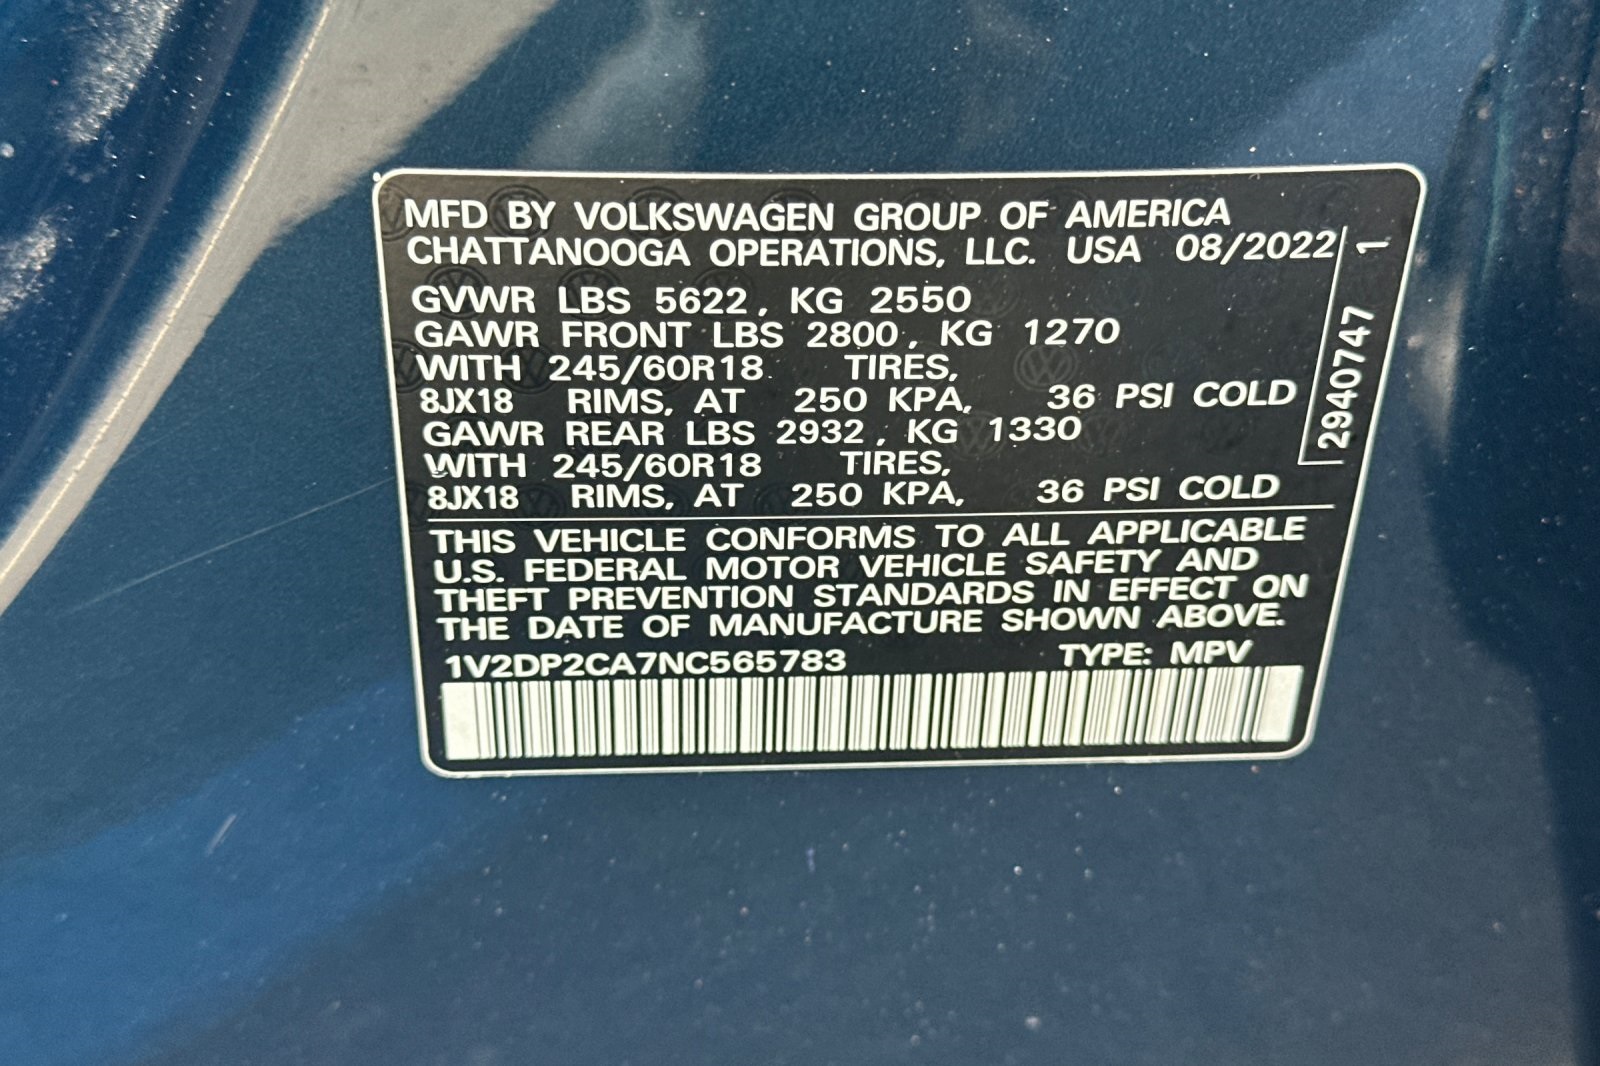 MFD BY VOLKSWAGEN GROUP OF AMERICA
CHATTANOOGA OPERATIONS, LLC. USA 08/2022
GVWR LBS 5622, KG 2550
GAWR FRONT LBS 2800, KG 1270
WITH 245/60R18 TIRES,
8JX18 RIMS, AT 250 KPA, 36 PSI COLD
GAWR REAR LBS 2932, KG 1330
WITH 245/60R18 TIRES,
8JX18 RIMS, AT 250 KPA, 36 PSI COLD
2940747 1
THIS VEHICLE CONFORMS TO ALL APPLICABLE
U.S. FEDERAL MOTOR VEHICLE SAFETY AND
THEFT PREVENTION STANDARDS IN EFFECT ON
THE DATE OF MANUFACTURE SHOWN ABOVE.
1V2DP2CA7NC565783 TYPE: MPV